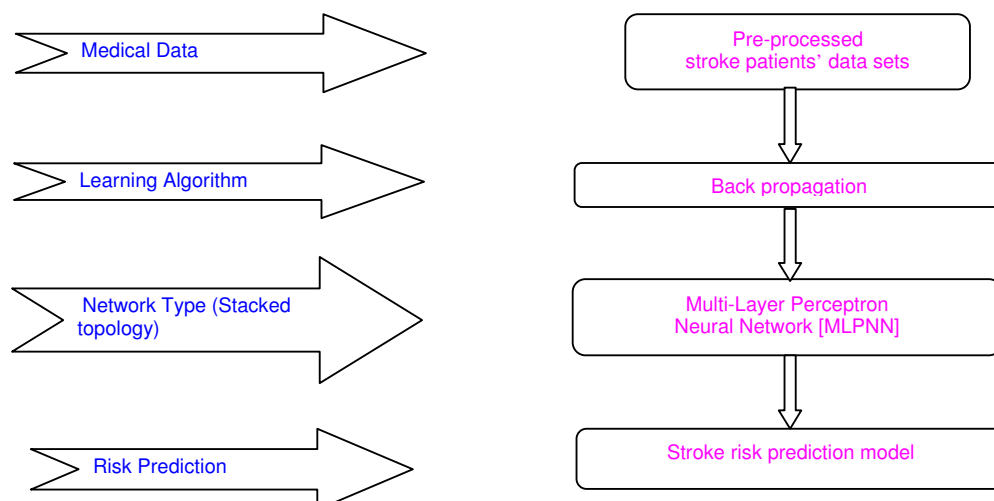 Medical Data
Pre-processed
stroke patients’ data sets
Learning Algorithm
Back propagation
Network Type (Stacked
topology)
Multi-Layer Perceptron
Neural Network [MLPNN]
Risk Prediction
Stroke risk prediction model